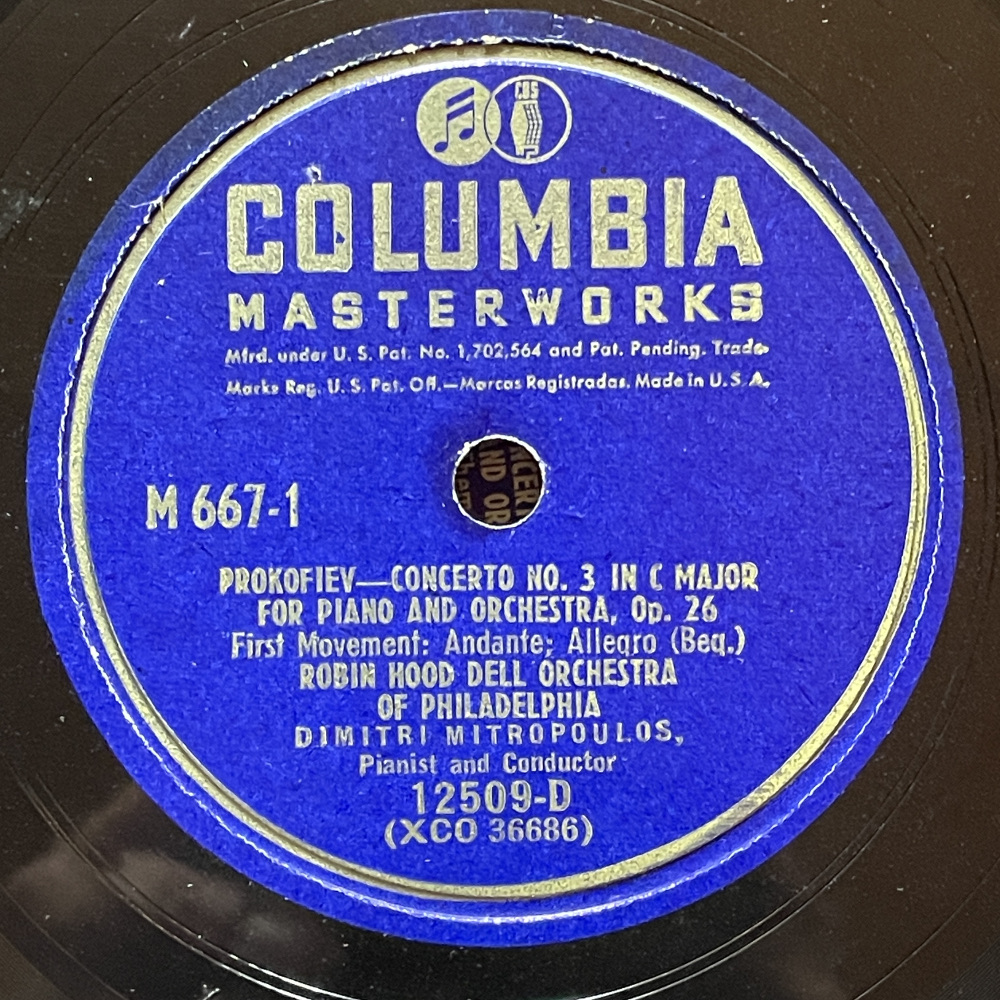 CBS
COLUMBIA
MASTERWORKS
Mfrd. under U. S. Pat. No. 1,702,564 and Pat. Pending. Trade
Marks Reg. U. S. Pat. Off.—Marcas Registradas. Made in U. S. A.
M 667-1
PROKOFIEV—CONCERTO NO. 3 IN C MAJOR
FOR PIANO AND ORCHESTRA, Op. 26
First Movement: Andante; Allegro (Beg.)
ROBIN HOOD DELL ORCHESTRA
OF PHILADELPHIA
DIMITRI MITROPOULOS,
Pianist and Conductor
12509-D
(XCO 36686)